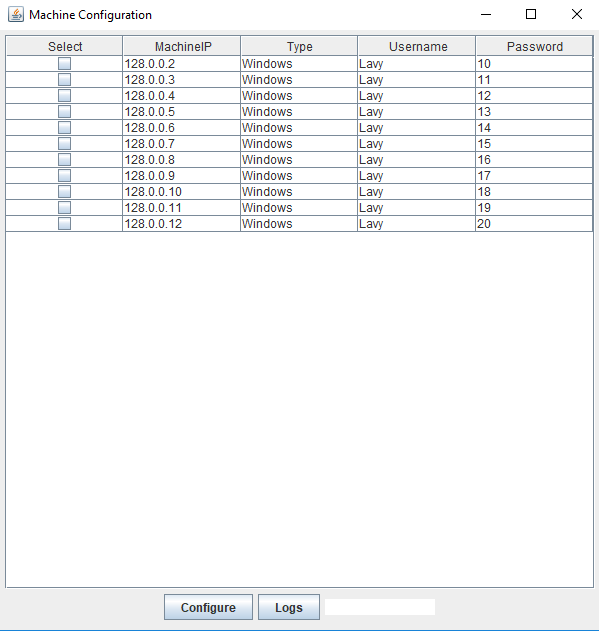 Machine Configuration
Select MachineIP Type Username Password
128.0.0.2 Windows Lavy 10
128.0.0.3 Windows Lavy 11
128.0.0.4 Windows Lavy 12
128.0.0.5 Windows Lavy 13
128.0.0.6 Windows Lavy 14
128.0.0.7 Windows Lavy 15
128.0.0.8 Windows Lavy 16
128.0.0.9 Windows Lavy 17
128.0.0.10 Windows Lavy 18
128.0.0.11 Windows Lavy 19
128.0.0.12 Windows Lavy 20
Configure Logs